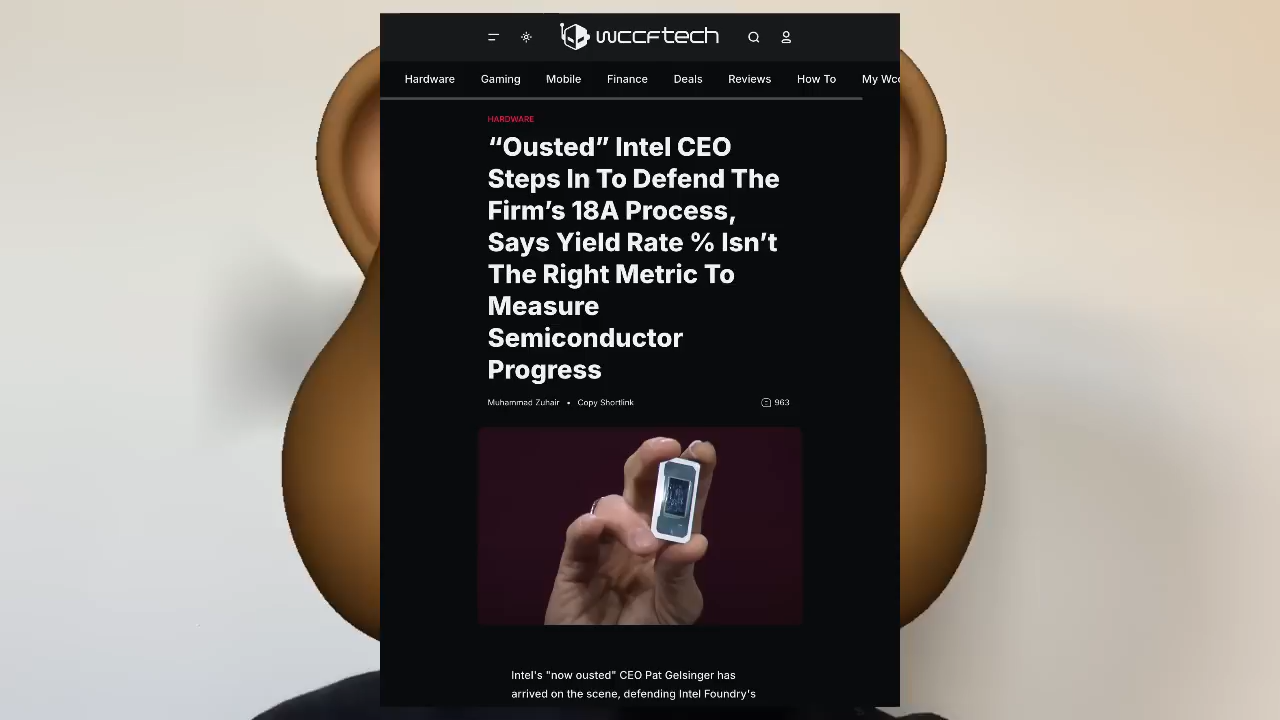 wccftech
Hardware Gaming Mobile Finance Deals Reviews How To My Wcc
HARDWARE
“Ousted” Intel CEO
Steps In To Defend The
Firm’s 18A Process,
Says Yield Rate % Isn’t
The Right Metric To
Measure
Semiconductor
Progress
Muhammad Zuhair • Copy Shortlink 963
Intel's "now ousted" CEO Pat Gelsinger has
arrived on the scene, defending Intel Foundry's